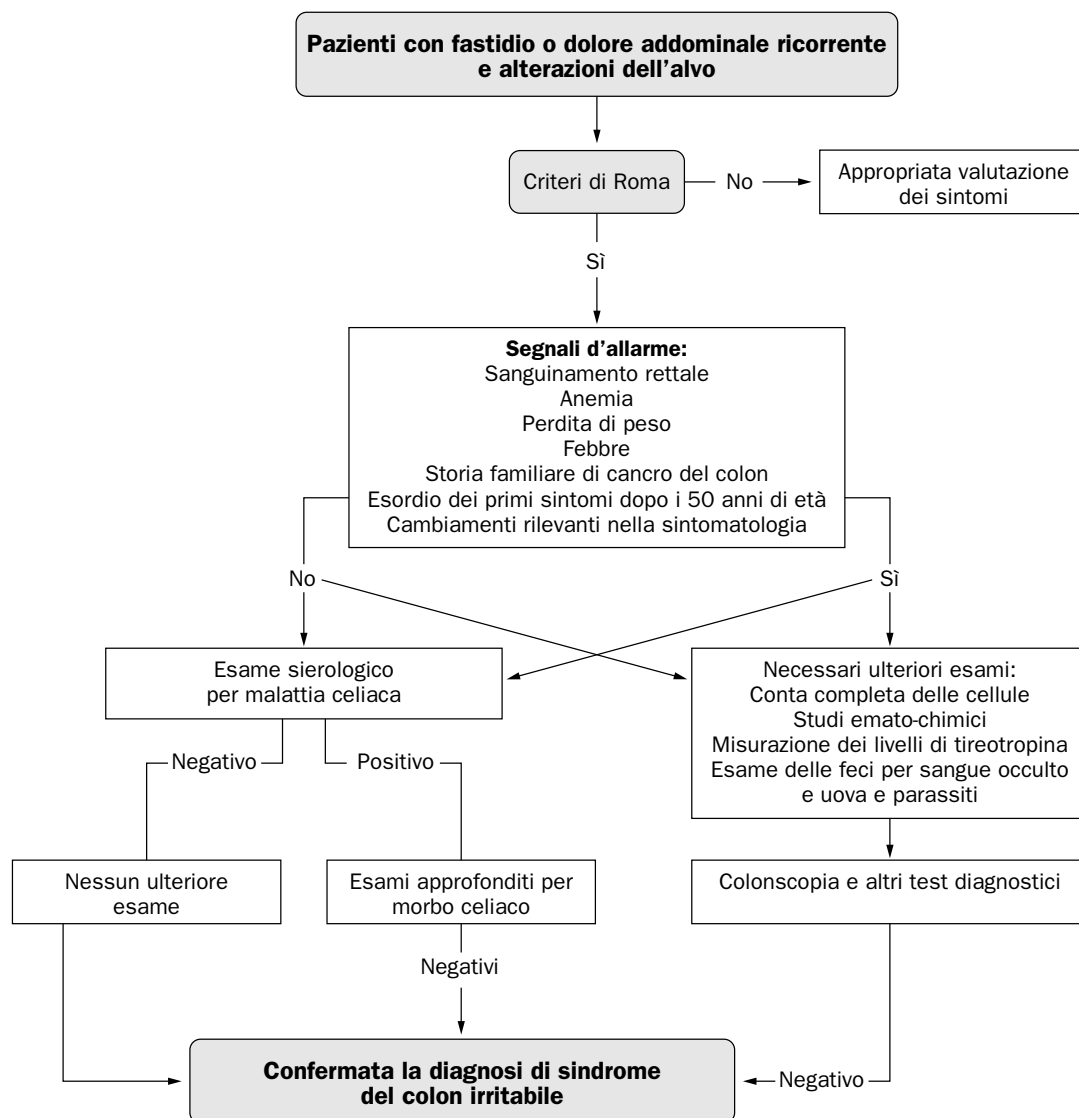 Pazienti con fastidio o dolore addominale ricorrente
e alterazioni dell'alvo
Criteri di Roma
No
Appropriata valutazione
dei sintomi
Sì
Segnali d'allarme:
Sanguinamento rettale
Anemia
Perdita di peso
Febbre
Storia familiare di cancro del colon
Esordio dei primi sintomi dopo i 50 anni di età
Cambiamenti rilevanti nella sintomatologia
No
Sì
Esame sierologico
per malattia celiaca
Necessari ulteriori esami:
Conta completa delle cellule
Studi emato-chimici
Misurazione dei livelli di tireotropina
Esame delle feci per sangue occulto
e uova e parassiti
Negativo
Positivo
Nessun ulteriore
esame
Esami approfonditi per
morbo celiaco
Colonscopia e altri test diagnostici
Negativi
Confermata la diagnosi di sindrome
del colon irritabile
Negativo